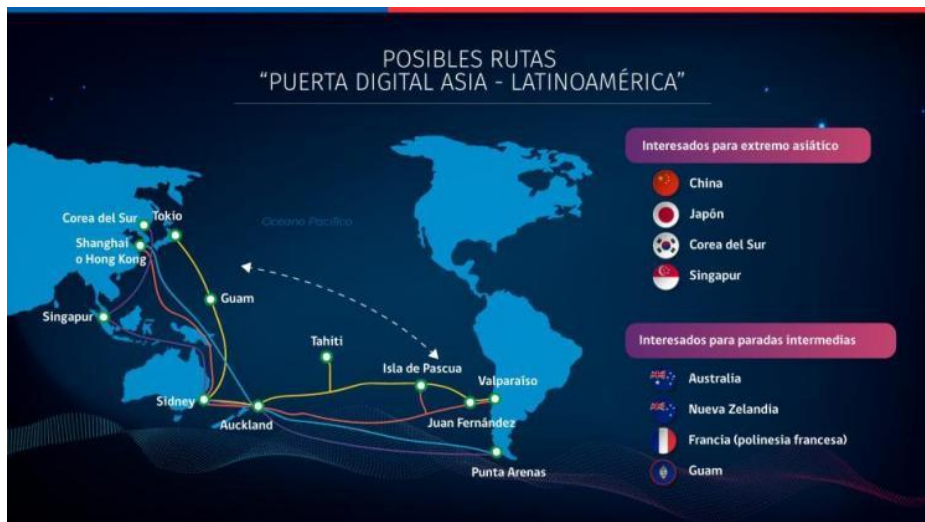 POSIBLES RUTAS
“PUERTA DIGITAL ASIA - LATINOAMÉRICA”
Oceano Pacífico
Corea del Sur
Tokio
Shanghai
o Hong Kong
Guam
Singapur
Tahiti
Isla de Pascua
Valparaíso
Sidney
Auckland
Juan Fernández
Punta Arenas
Interesados para extremo asiático
China
Japón
Corea del Sur
Singapur
Interesados para paradas intermedias
Australia
Nueva Zelandia
Francia (polinesia francesa)
Guam